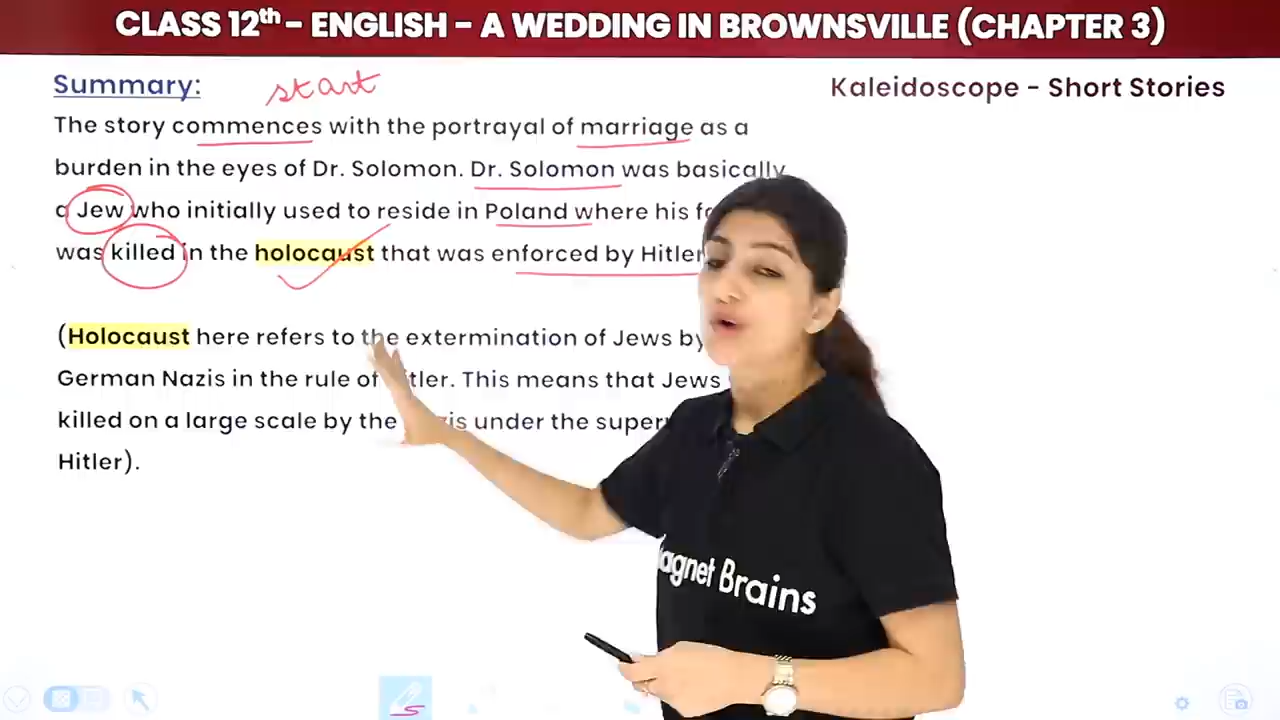 CLASS 12th – ENGLISH – A WEDDING IN BROWNSVILLE (CHAPTER 3)
Summary:
start
Kaleidoscope - Short Stories
The story commences with the portrayal of marriage as a
burden in the eyes of Dr. Solomon. Dr. Solomon was basically
a Jew who initially used to reside in Poland where his
was killed in the holocaust that was enforced by Hitler
(Holocaust here refers to the extermination of Jews by
German Nazis in the rule of Hitler. This means that Jews
killed on a large scale by the Nazis under the
Hitler).
Magnet Brains